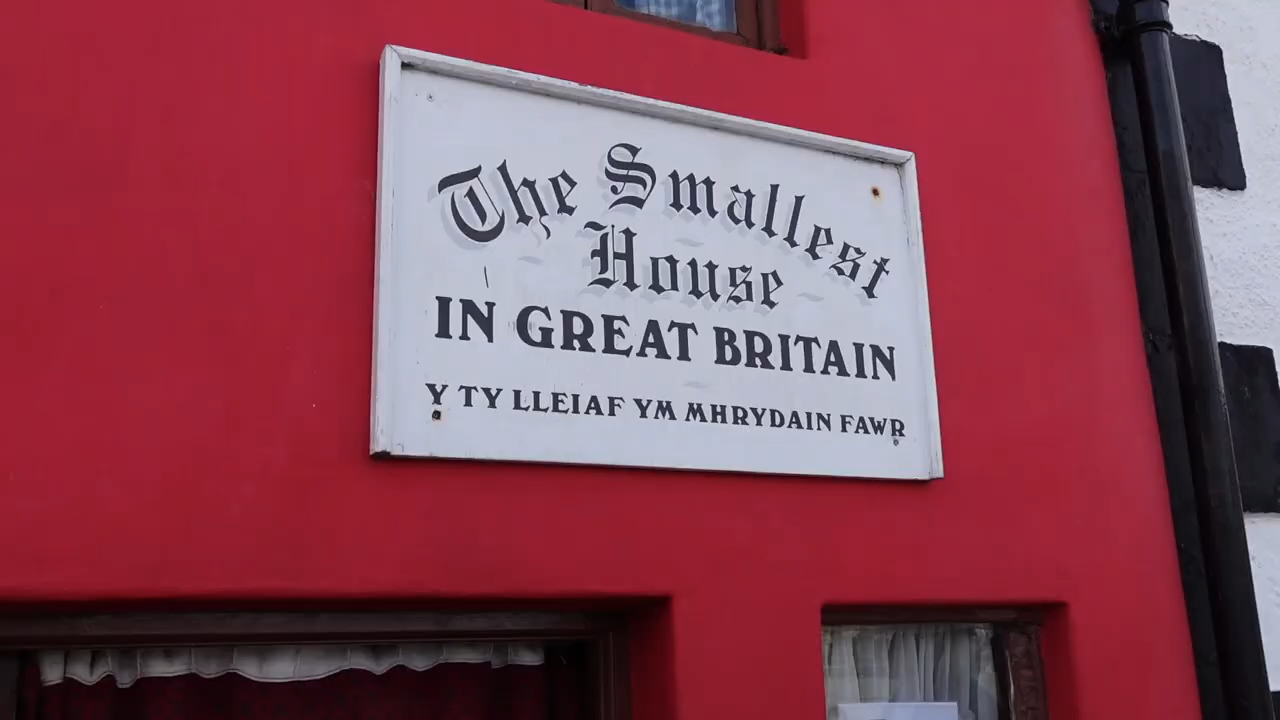 The Smallest
House
IN GREAT BRITAIN
Y TY LLEIAF YM MHRYDAIN FAWR